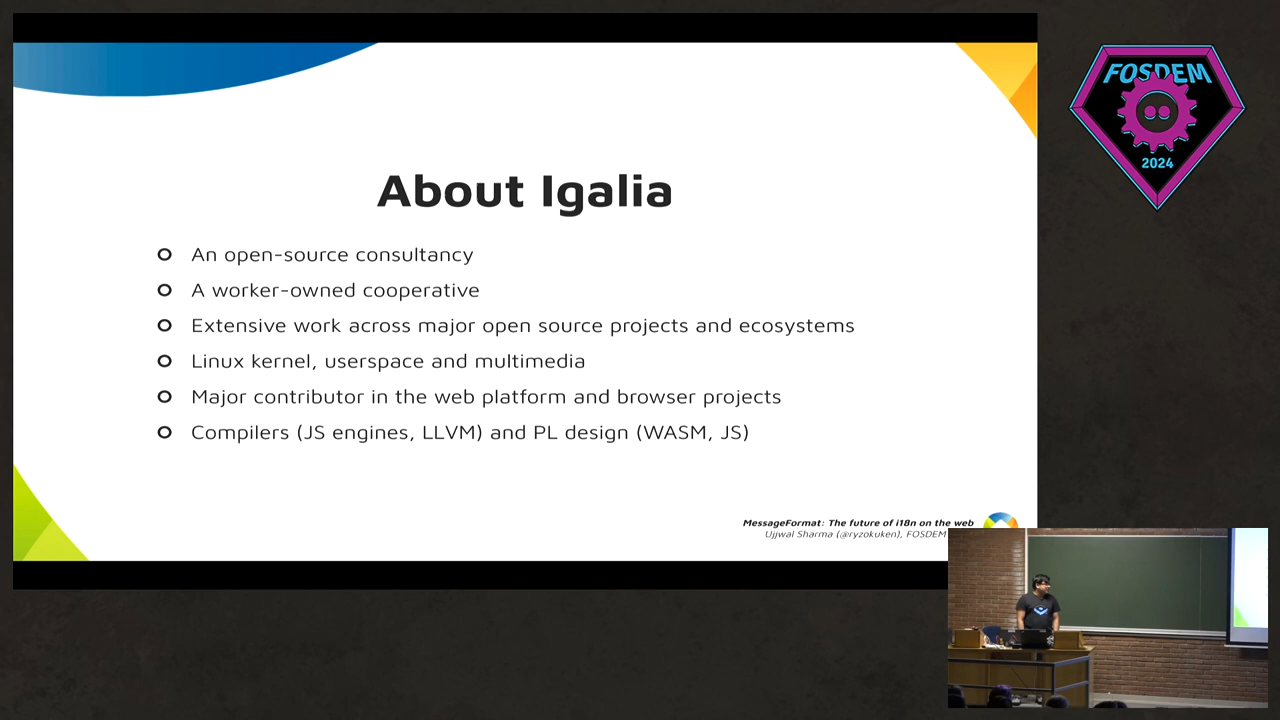 About Igalia
An open-source consultancy
A worker-owned cooperative
Extensive work across major open source projects and ecosystems
Linux kernel, userspace and multimedia
Major contributor in the web platform and browser projects
Compilers (JS engines, LLVM) and PL design (WASM, JS)
MessageFormat: The future of i18n on the web
Ujjwal Sharma (@ryzokuken), FOSDEM
FOSDEM
2024